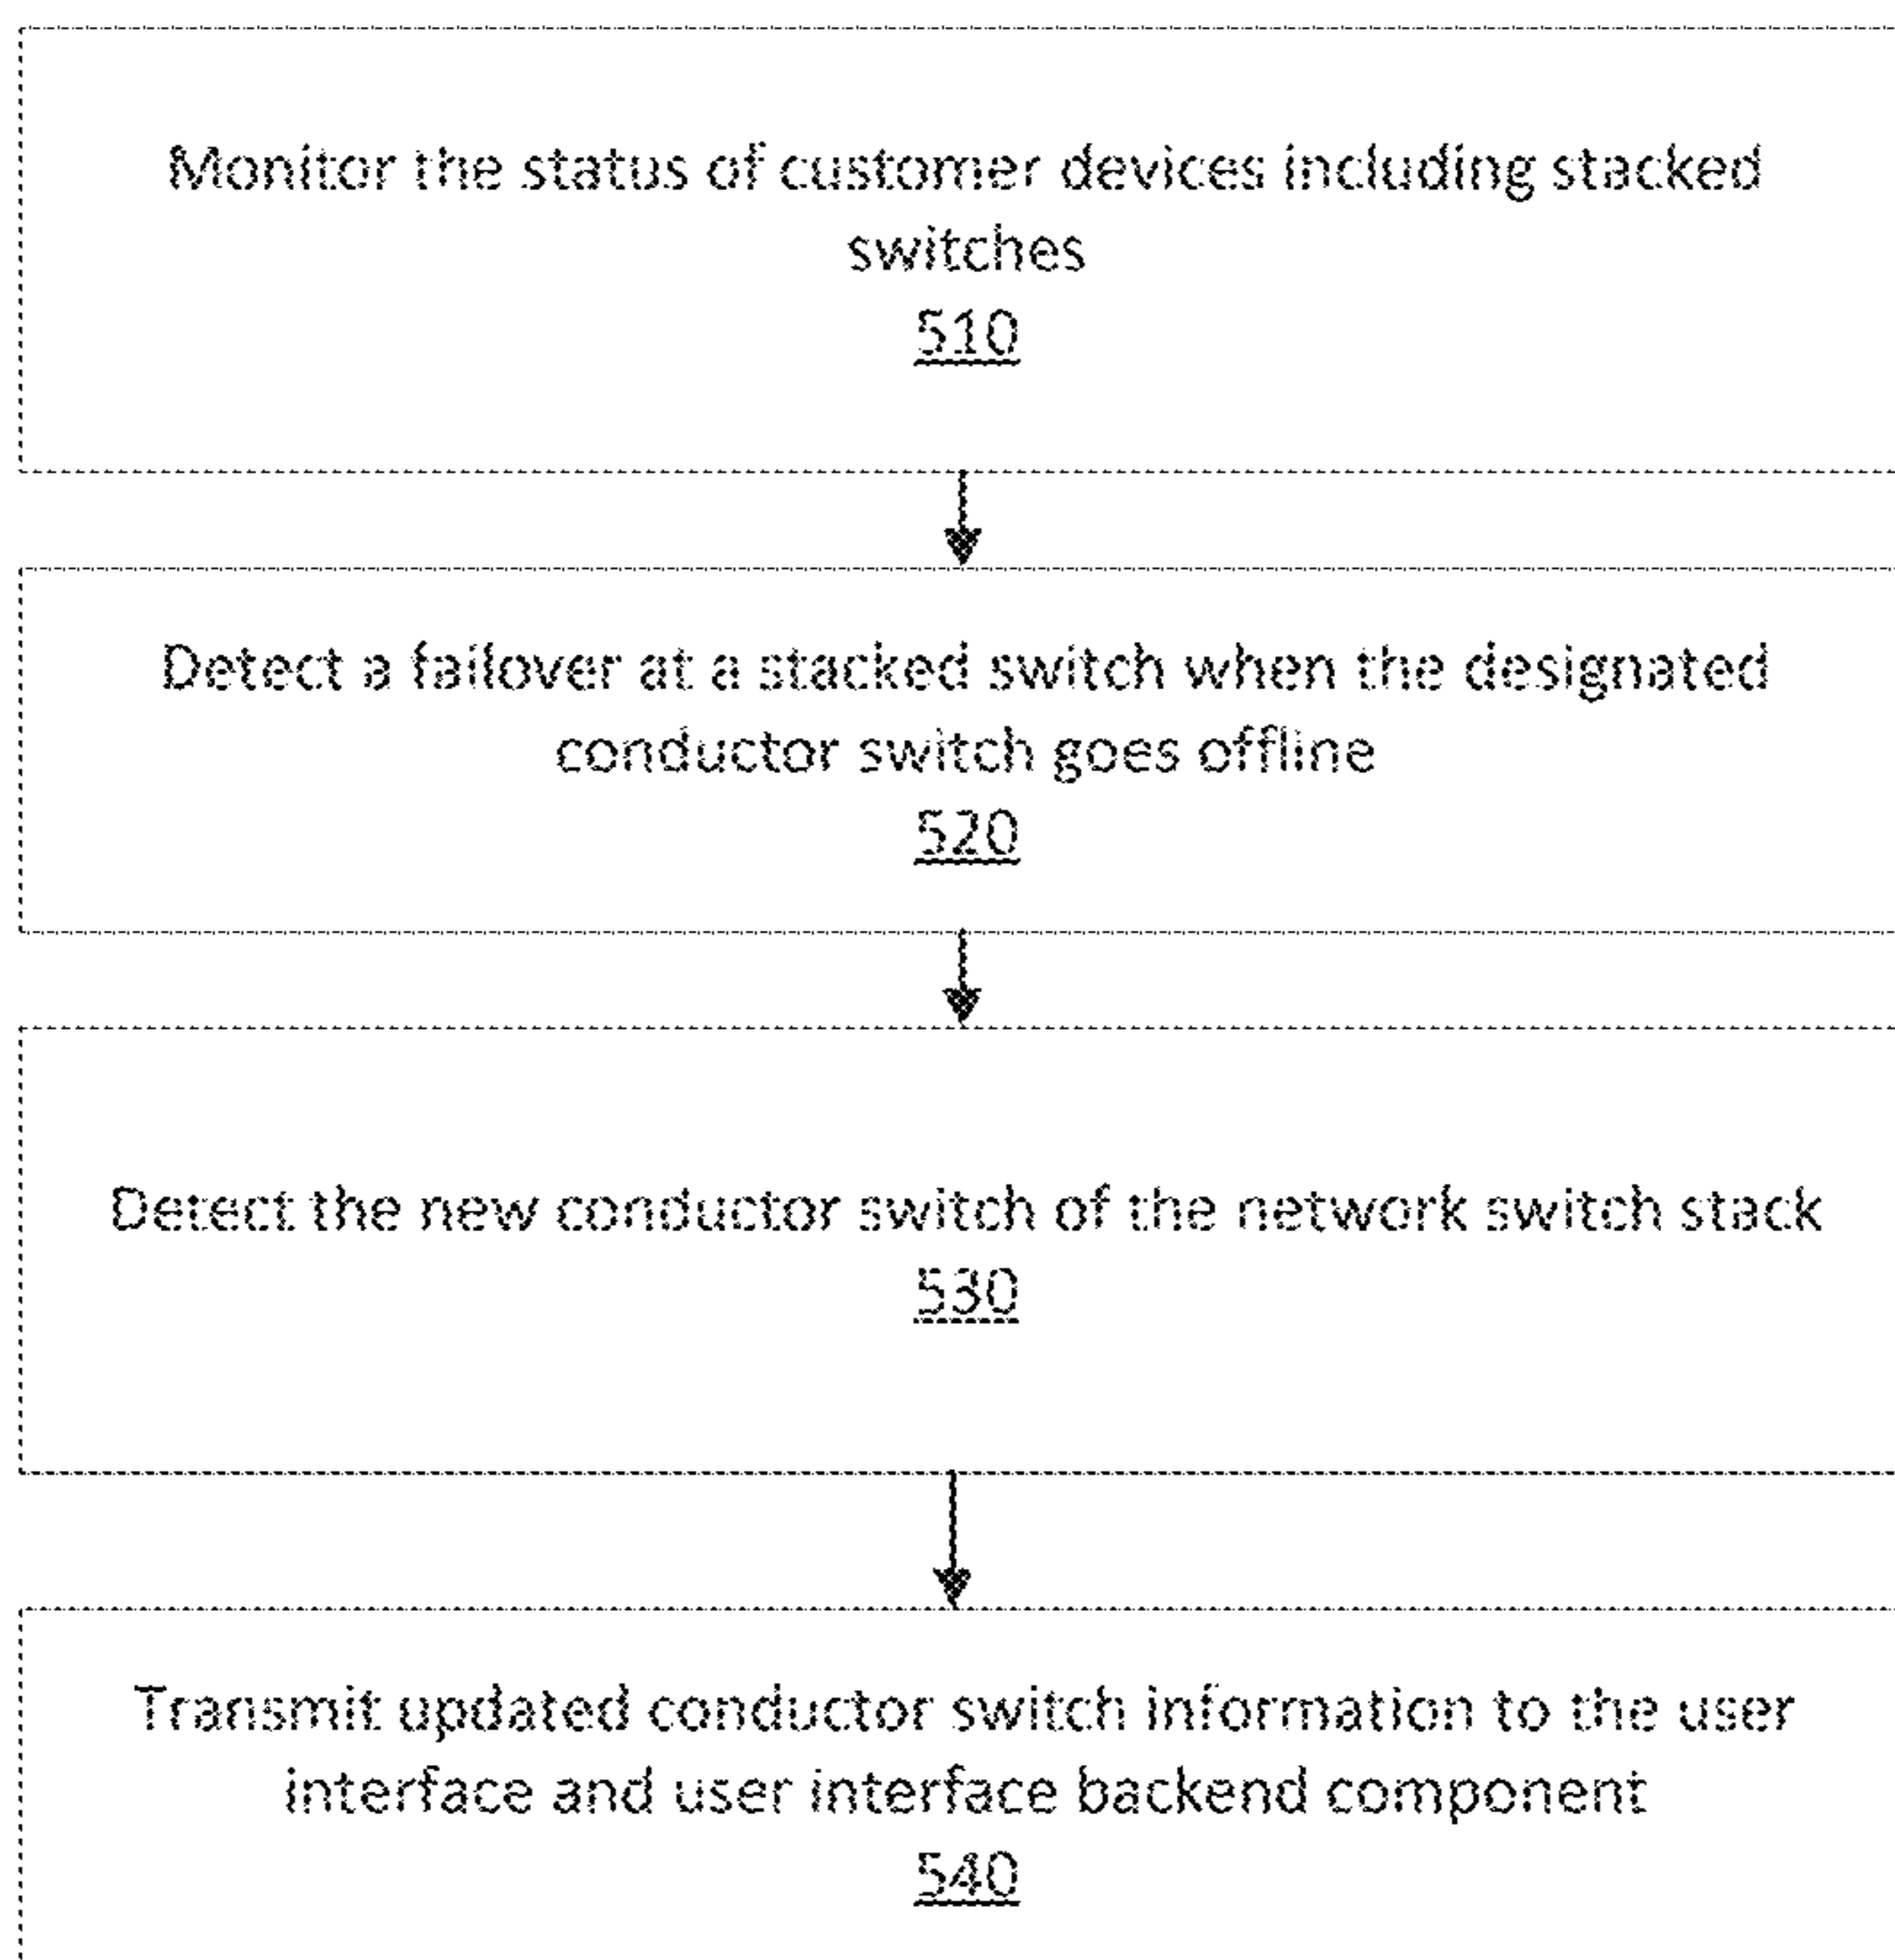 Monitor the status of customer devices including stacked
switches
510
Detect a failover at a stacked switch when the designated
conductor switch goes offline
520
Detect the new conductor switch of the network switch stack
530
Transmit updated conductor switch information to the user
interface and user interface backend component
540